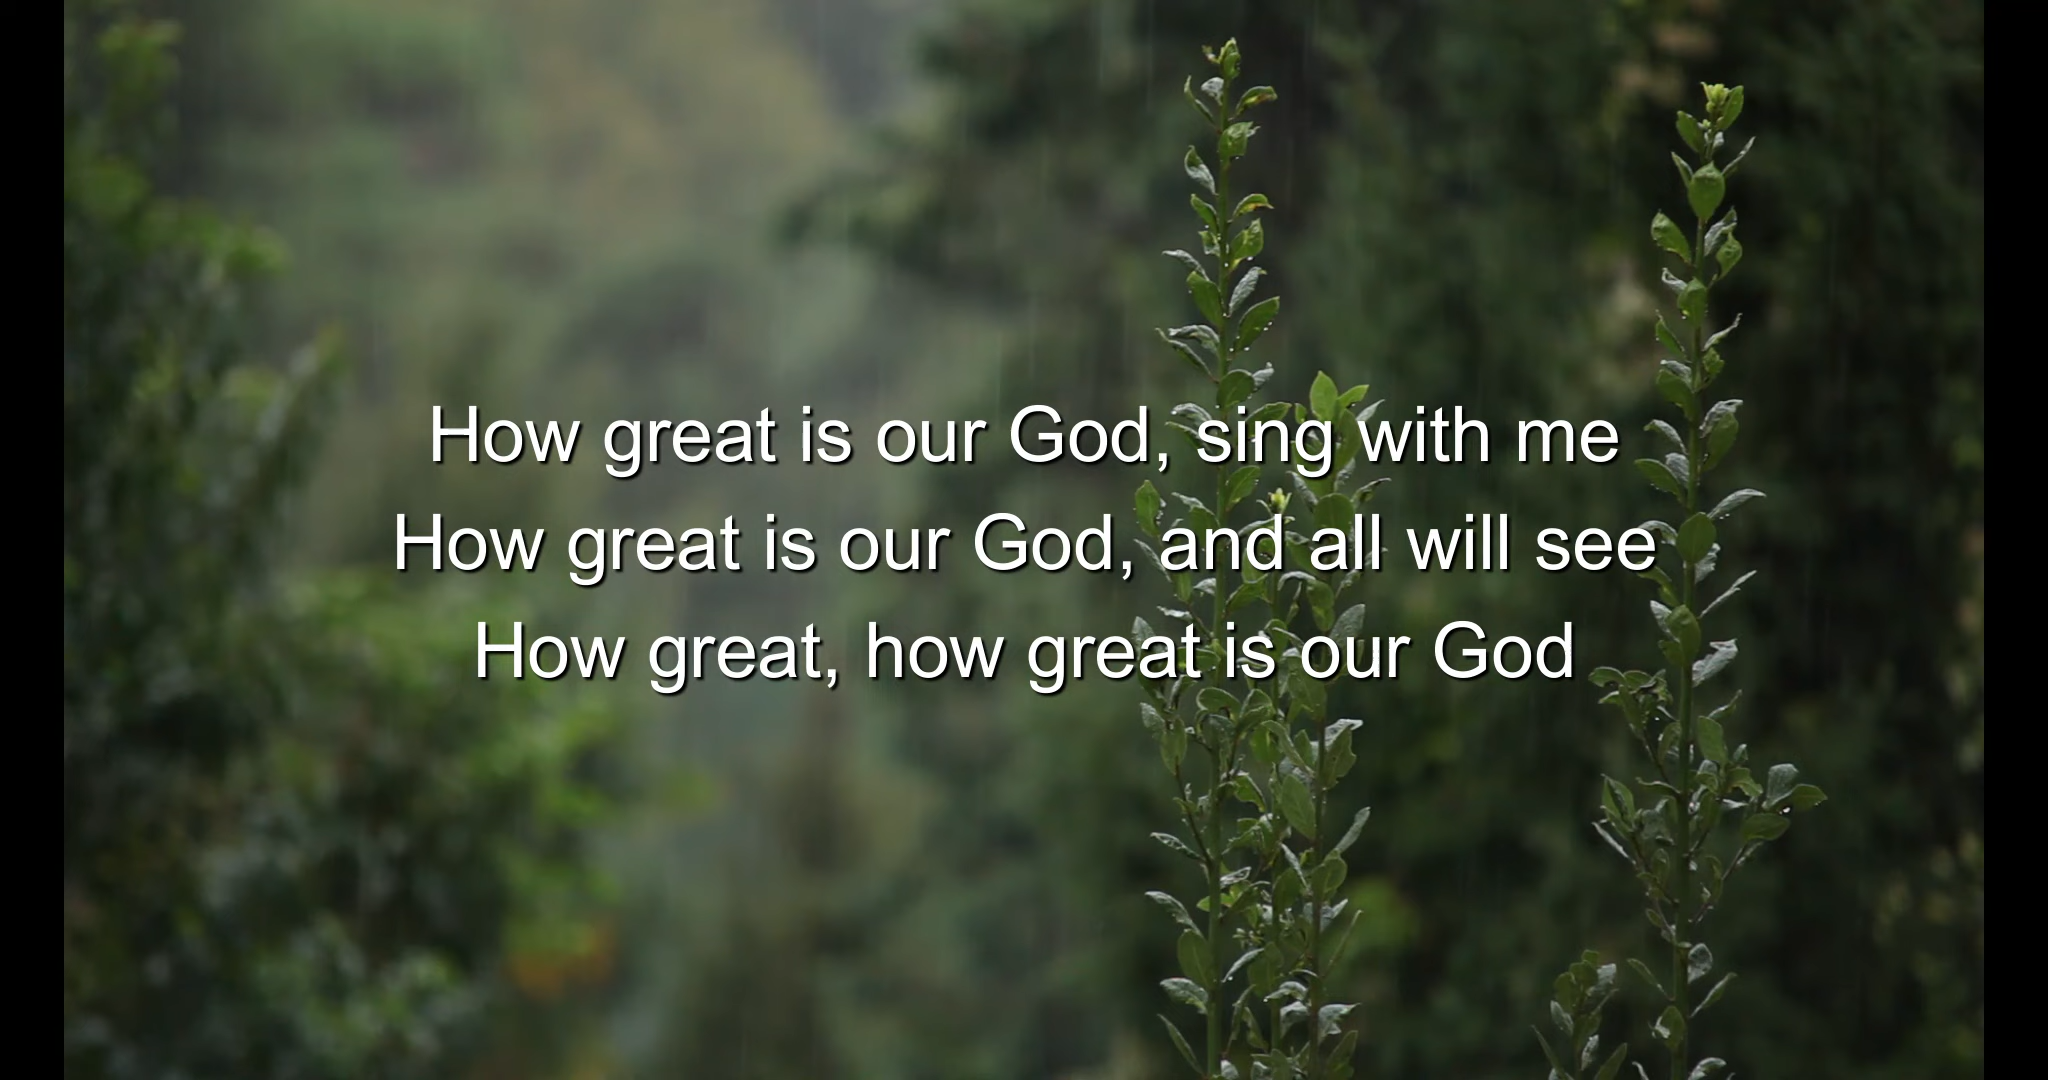 How great is our God, sing with me
How great is our God, and all will see
How great, how great is our God